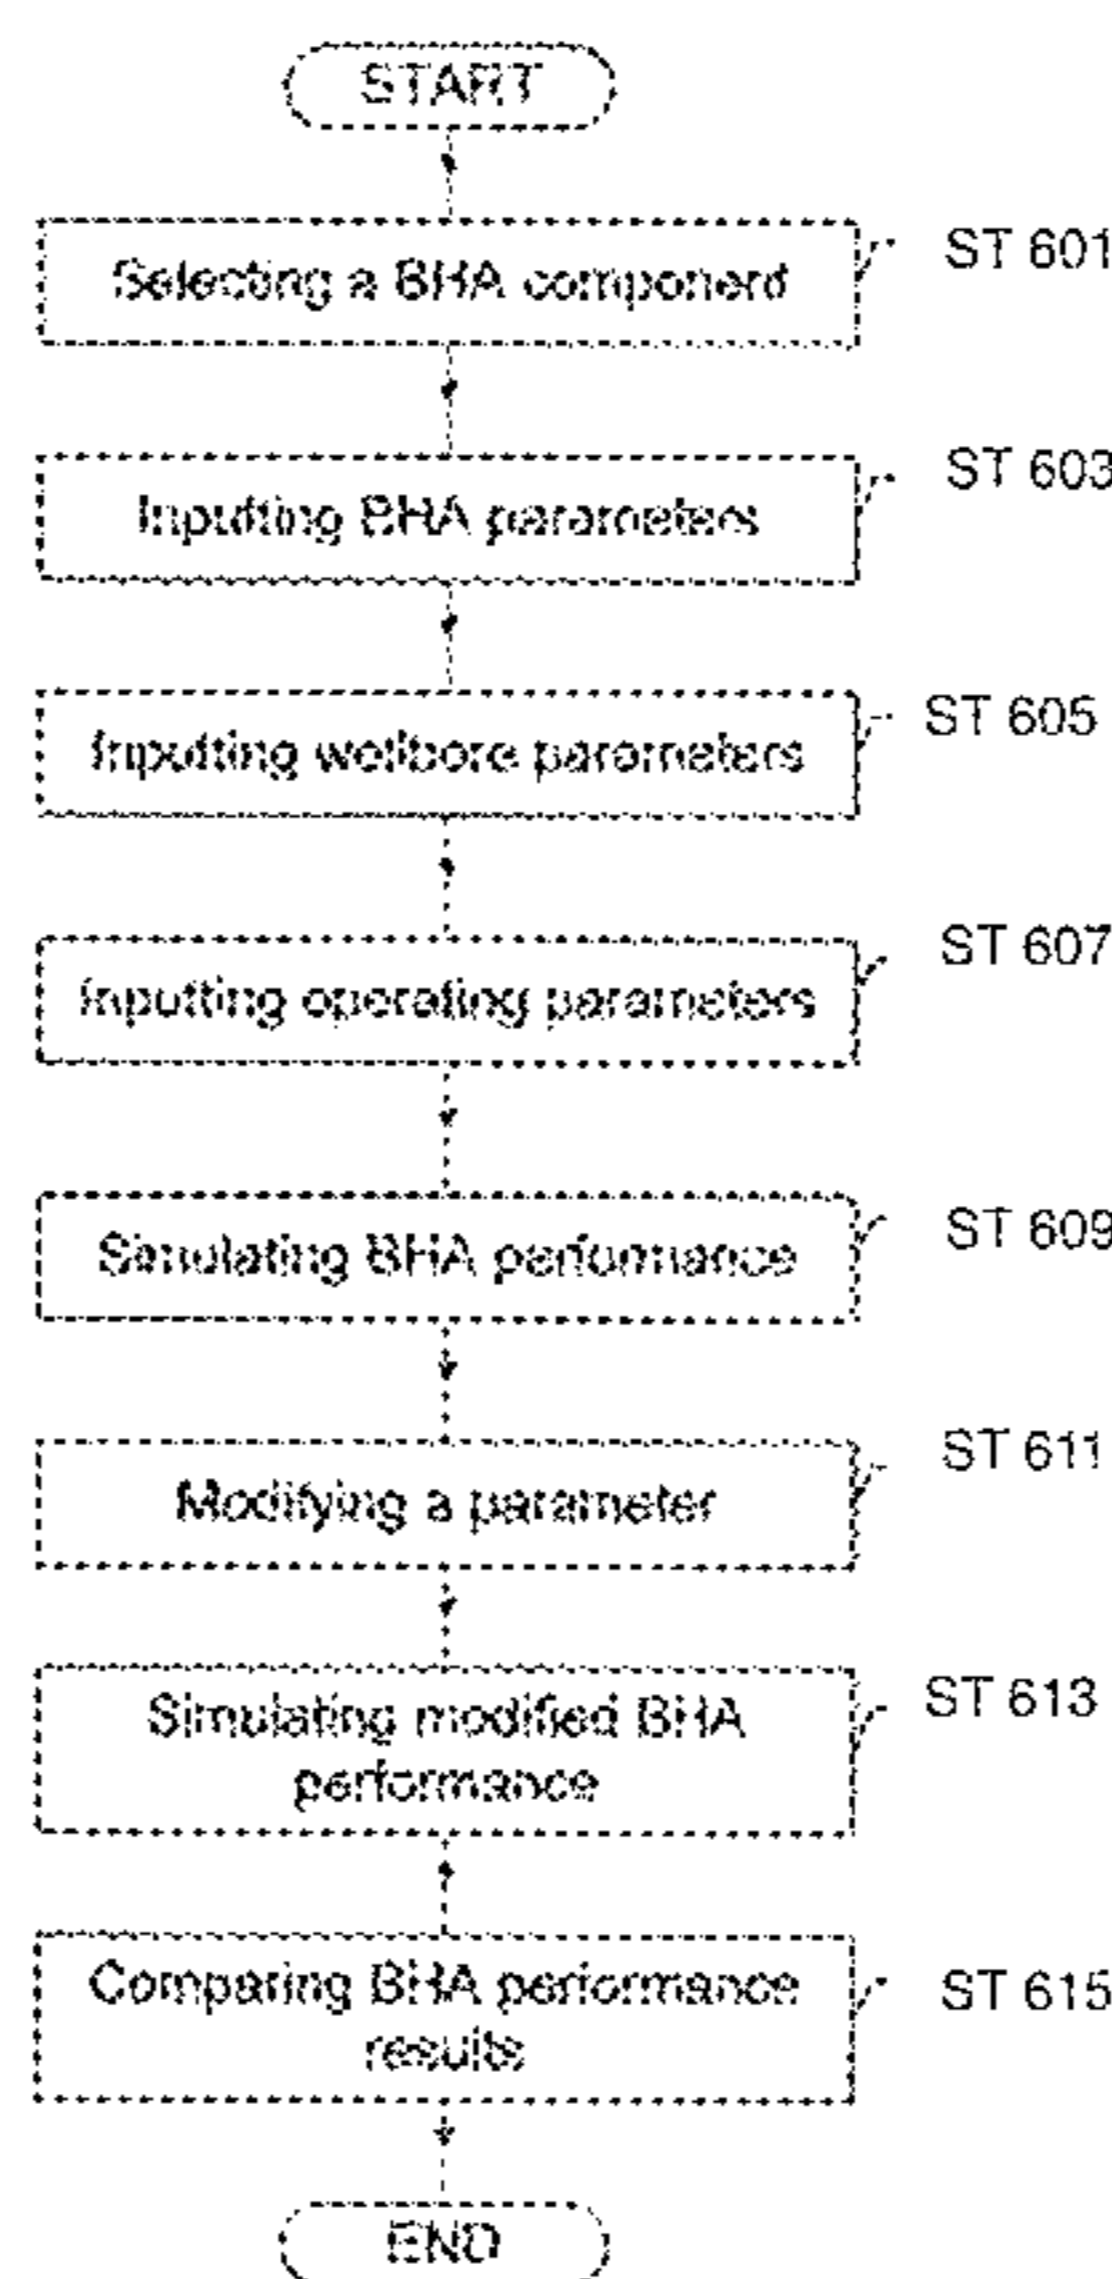 START
Selecting a BHA component
ST 601
Inputting BHA parameters
ST 603
Inputting wellbore parameters
ST 605
Inputting operating parameters
ST 607
Simulating BHA performance
ST 609
Modifying a parameter
ST 611
Simulating modified BHA
performance
ST 613
Comparing BHA performance
results
ST 615
END